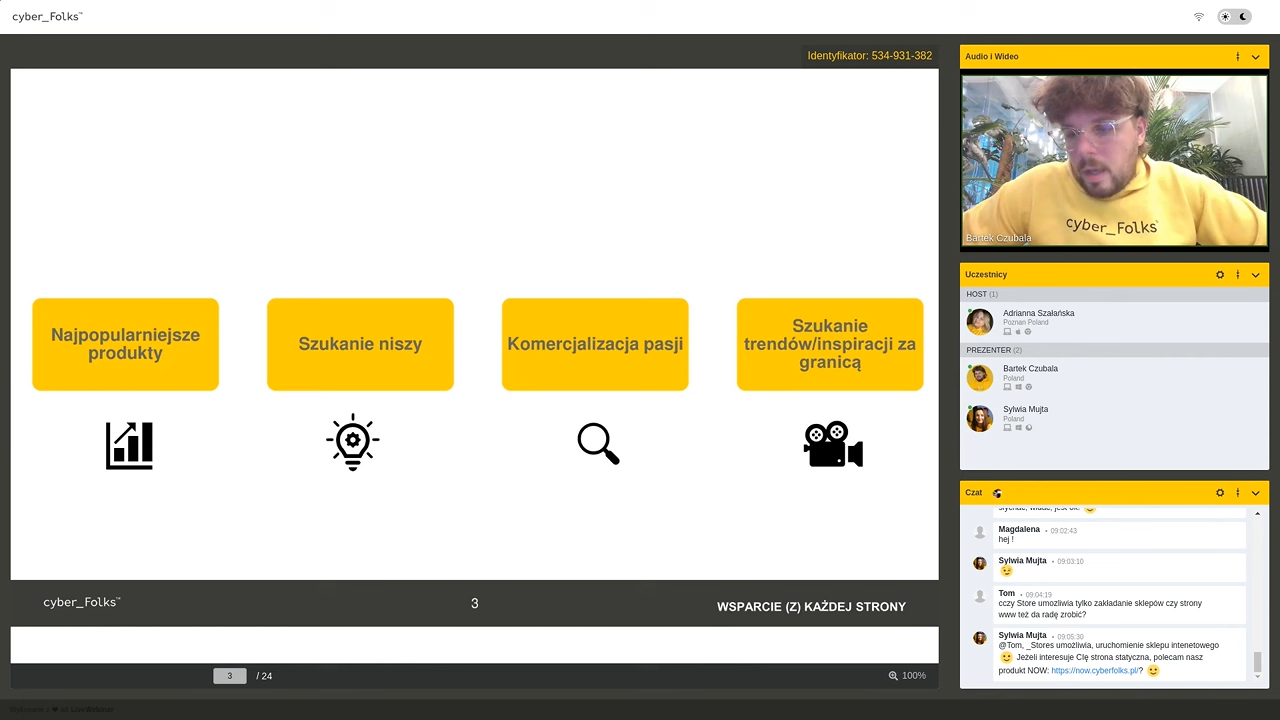 cyber_Folks™
Identyfikator: 534-931-382
Najpopularniejsze
produkty
Szukanie niszy
Komercjalizacja pasji
Szukanie
trendów/inspiracji za
granicą
cyber_Folks™
3
WSPARCIE (Z) KAŻDEJ STRONY
3
/ 24
100%
Audio i Wideo
cyber_Folks
Bartek Czubala
Uczestnicy
HOST (1)
Adrianna Szałańska
Poznan Poland
PREZENTER (2)
Bartek Czubala
Poland
Sylwia Mujta
Poland
Czat
Magdalena • 09:02:43
hej !
Sylwia Mujta • 09:03:10
Tom • 09:04:19
cczy Store umozliwia tylko zakładanie sklepów czy strony
www też da radę zrobić?
Sylwia Mujta • 09:05:30
@Tom, _Stores umożliwia, uruchomienie sklepu intenetowego
Jeżeli interesuje CIę strona statyczna, polecam nasz
produkt NOW: https://now.cyberfolks.pl/?